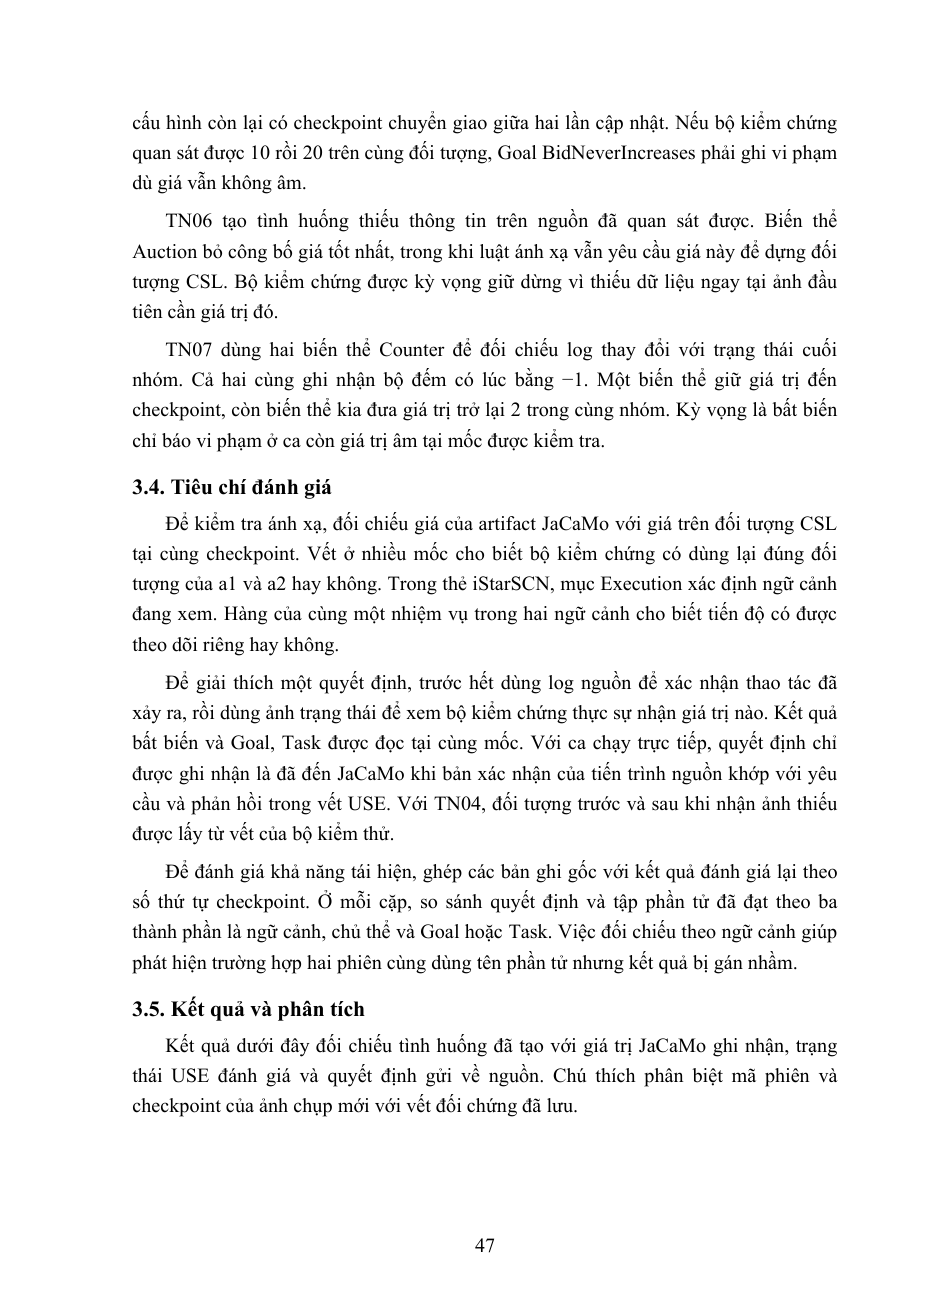 cấu hình còn lại có checkpoint chuyển giao giữa hai lần cập nhật. Nếu bộ kiểm chứng
quan sát được 10 rồi 20 trên cùng đối tượng, Goal BidNeverIncreases phải ghi vi phạm
dù giá vẫn không âm.
TN06 tạo tình huống thiếu thông tin trên nguồn đã quan sát được. Biến thể
Auction bỏ công bố giá tốt nhất, trong khi luật ánh xạ vẫn yêu cầu giá này để dựng đối
tượng CSL. Bộ kiểm chứng được kỳ vọng giữ dừng vì thiếu dữ liệu ngay tại ảnh đầu
tiên cần giá trị đó.
TN07 dùng hai biến thể Counter để đối chiếu log thay đổi với trạng thái cuối
nhóm. Cả hai cùng ghi nhận bộ đếm có lúc bằng −1. Một biến thể giữ giá trị đến
checkpoint, còn biến thể kia đưa giá trị trở lại 2 trong cùng nhóm. Kỳ vọng là bất biến
chỉ báo vi phạm ở ca còn giá trị âm tại mốc được kiểm tra.
3.4. Tiêu chí đánh giá
Để kiểm tra ánh xạ, đối chiếu giá của artifact JaCaMo với giá trên đối tượng CSL
tại cùng checkpoint. Vết ở nhiều mốc cho biết bộ kiểm chứng có dùng lại đúng đối
tượng của a1 và a2 hay không. Trong thẻ iStarSCN, mục Execution xác định ngữ cảnh
đang xem. Hàng của cùng một nhiệm vụ trong hai ngữ cảnh cho biết tiến độ có được
theo dõi riêng hay không.
Để giải thích một quyết định, trước hết dùng log nguồn để xác nhận thao tác đã
xảy ra, rồi dùng ảnh trạng thái để xem bộ kiểm chứng thực sự nhận giá trị nào. Kết quả
bất biến và Goal, Task được đọc tại cùng mốc. Với ca chạy trực tiếp, quyết định chỉ
được ghi nhận là đã đến JaCaMo khi bản xác nhận của tiến trình nguồn khớp với yêu
cầu và phản hồi trong vết USE. Với TN04, đối tượng trước và sau khi nhận ảnh thiếu
được lấy từ vết của bộ kiểm thử.
Để đánh giá khả năng tái hiện, ghép các bản ghi gốc với kết quả đánh giá lại theo
số thứ tự checkpoint. Ở mỗi cặp, so sánh quyết định và tập phần tử đã đạt theo ba
thành phần là ngữ cảnh, chủ thể và Goal hoặc Task. Việc đối chiếu theo ngữ cảnh giúp
phát hiện trường hợp hai phiên cùng dùng tên phần tử nhưng kết quả bị gán nhầm.
3.5. Kết quả và phân tích
Kết quả dưới đây đối chiếu tình huống đã tạo với giá trị JaCaMo ghi nhận, trạng
thái USE đánh giá và quyết định gửi về nguồn. Chú thích phân biệt mã phiên và
checkpoint của ảnh chụp mới với vết đối chứng đã lưu.
47